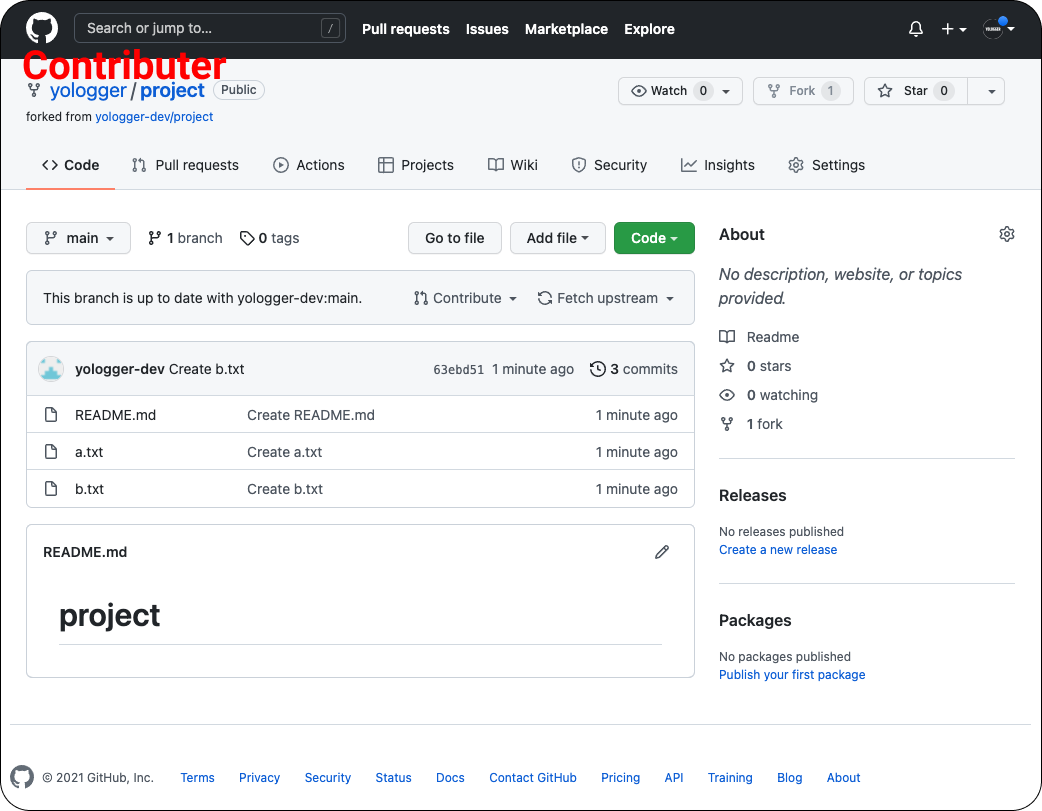 Search or jump to... /
Pull requests Issues Marketplace Explore
Contributer
yologger / project Public
Watch 0 Fork 1 Star 0
forked from yologger-dev/project
Code Pull requests Actions Projects Wiki Security Insights Settings
main 1 branch 0 tags Go to file Add file Code
This branch is up to date with yologger-dev:main. Contribute Fetch upstream
yologger-dev Create b.txt 63ebd51 1 minute ago 3 commits
README.md Create README.md 1 minute ago
a.txt Create a.txt 1 minute ago
b.txt Create b.txt 1 minute ago
README.md
project
About
No description, website, or topics
provided.
Readme
0 stars
0 watching
1 fork
Releases
No releases published
Create a new release
Packages
No packages published
Publish your first package
© 2021 GitHub, Inc. Terms Privacy Security Status Docs Contact GitHub Pricing API Training Blog About